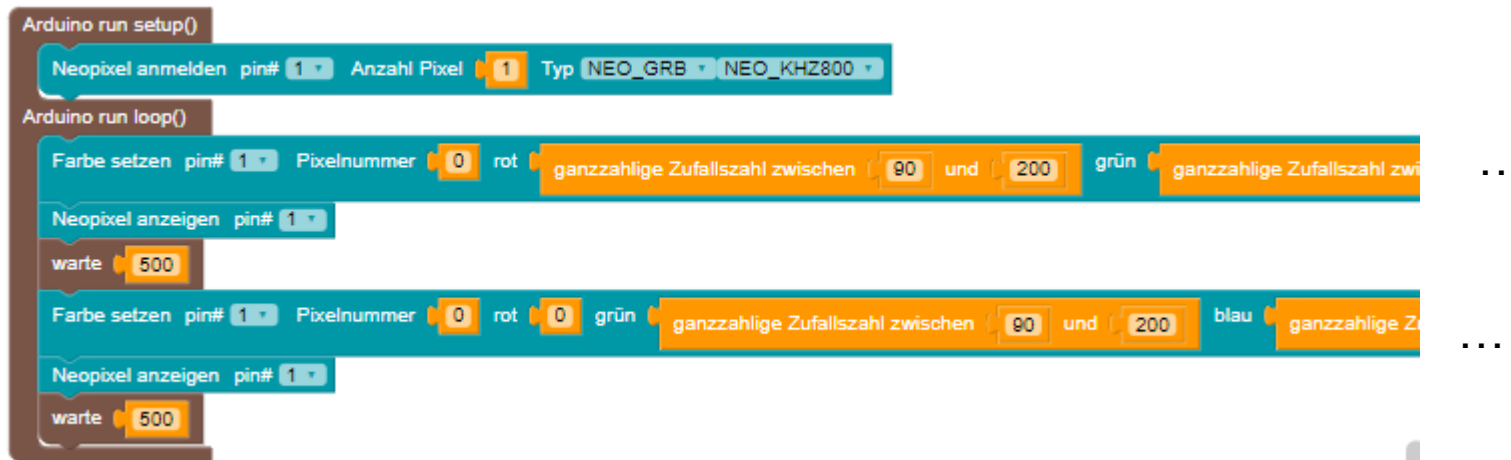 Arduino run setup()
Neopixel anmelden pin# 1 Anzahl Pixel 1 Typ NEO_GRB NEO_KHZ800
Arduino run loop()
Farbe setzen pin# 1 Pixelnummer 0 rot ganzzahlige Zufallszahl zwischen 90 und 200 grün ganzzahlige Zufallszahl zwi ..
Neopixel anzeigen pin# 1
warte 500
Farbe setzen pin# 1 Pixelnummer 0 rot 0 grün ganzzahlige Zufallszahl zwischen 90 und 200 blau ganzzahlige Z ...
Neopixel anzeigen pin# 1
warte 500